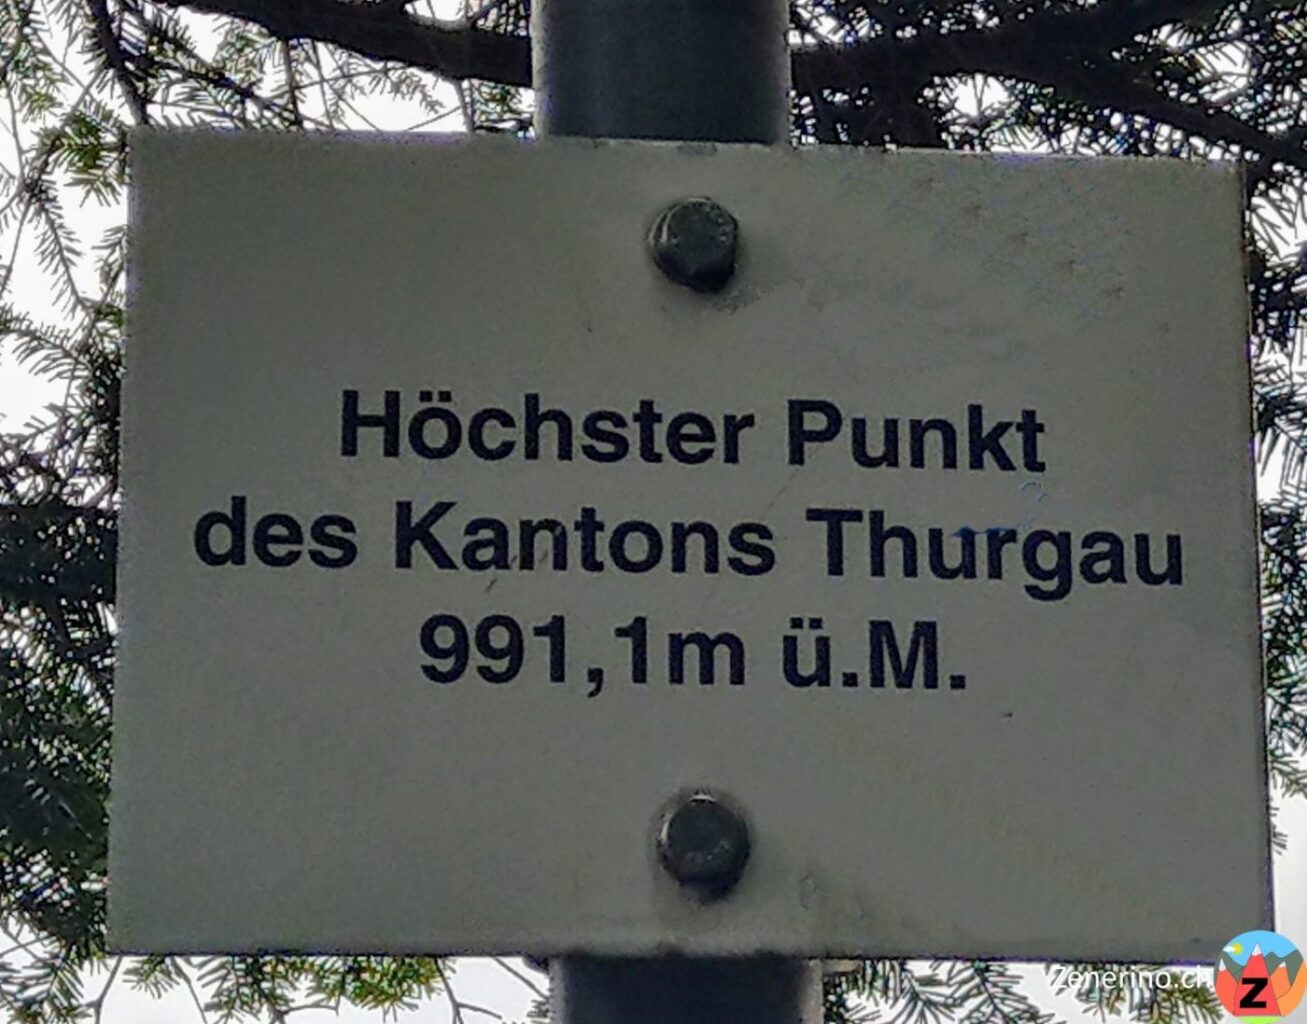 Höchster Punkt
des Kantons Thurgau
991,1m ü.M.
Zenerino.ch
Z